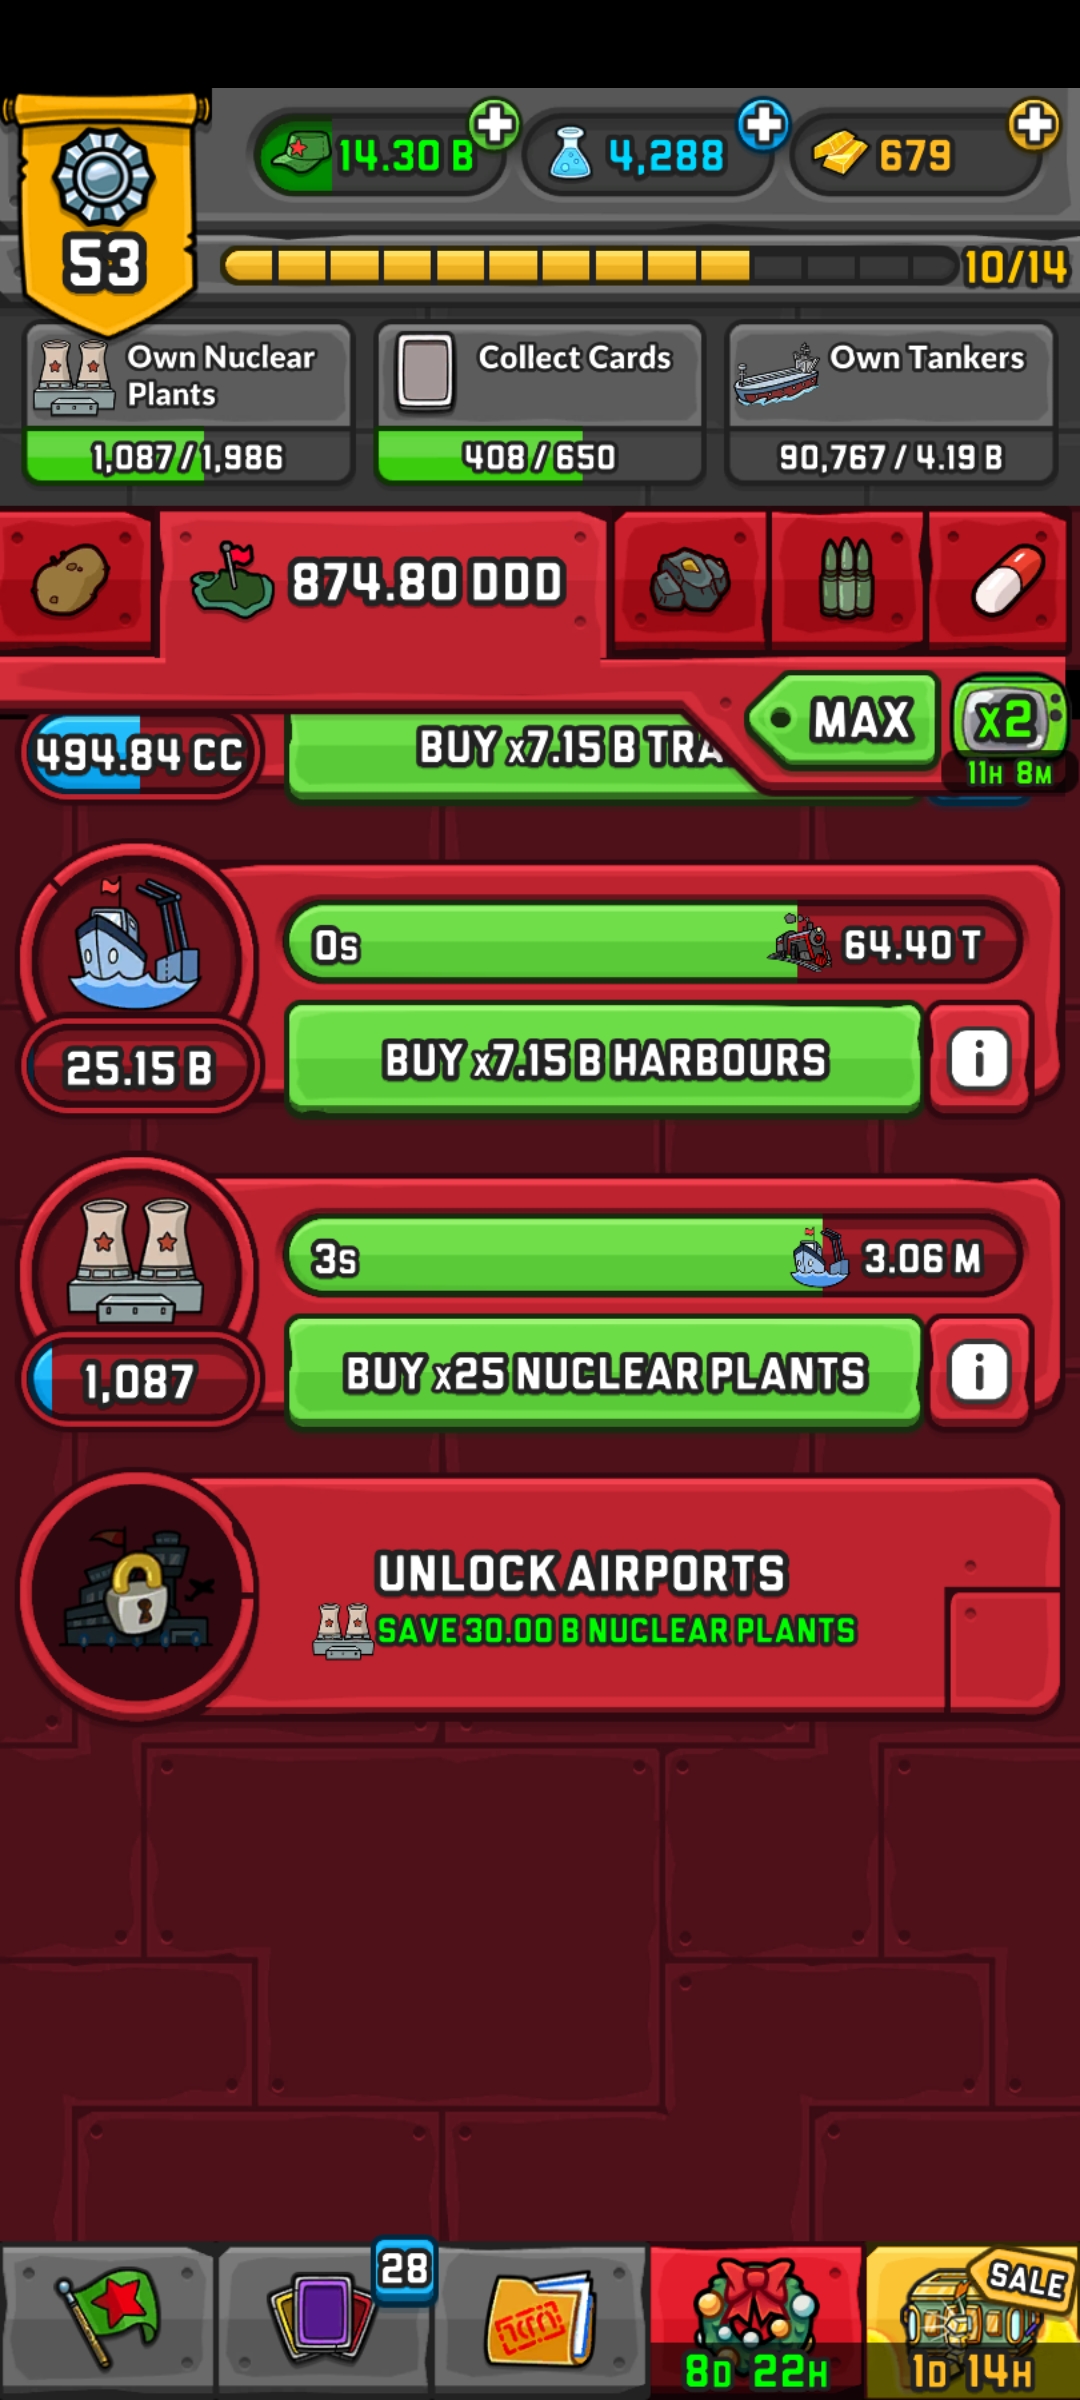 14.30 B
4,288
679
53
10/14
Own Nuclear
Plants
Collect Cards
Own Tankers
1,087/1,986
408/650
90,767/4.19 B
874.80 DDD
MAX
x2
11H 8M
494.84 CC
BUY x7.15 B TRA
0s
64.40 T
25.15 B
BUY x7.15 B HARBOURS
i
3s
3.06 M
1,087
BUY x25 NUCLEAR PLANTS
i
UNLOCK AIRPORTS
SAVE 30.00 B NUCLEAR PLANTS
28
SALE
8D 22H
1D 14H